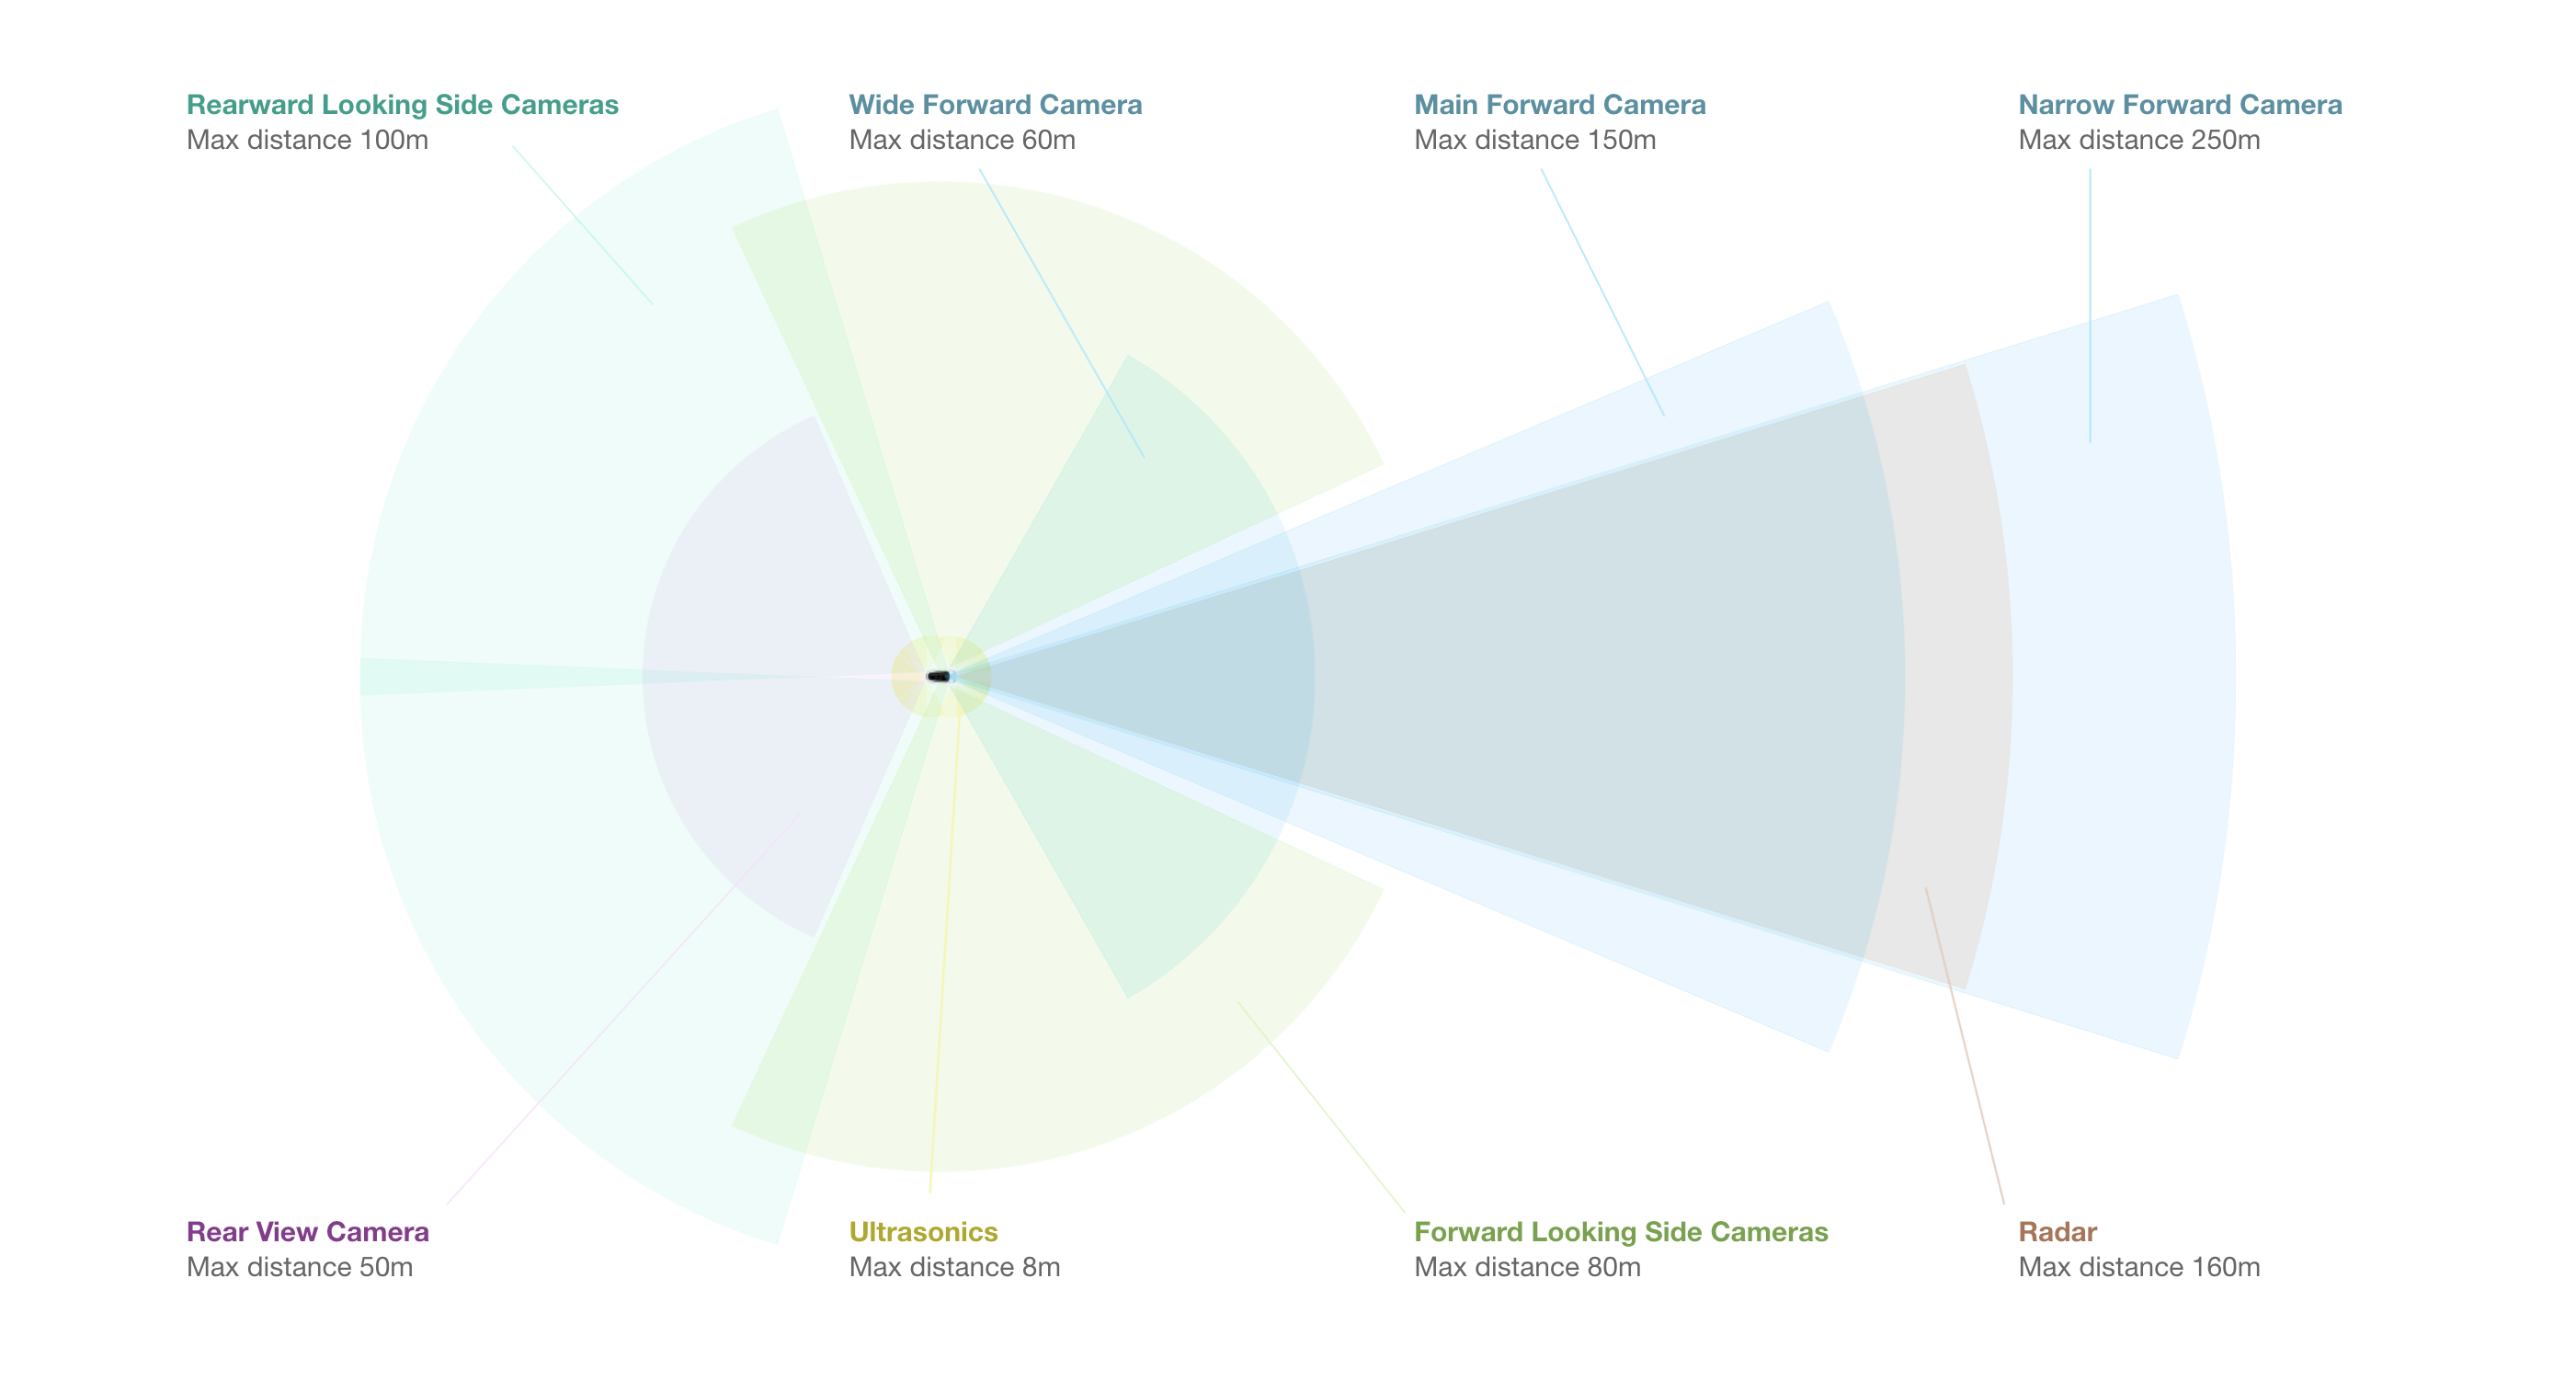 Rearward Looking Side Cameras
Max distance 100m
Wide Forward Camera
Max distance 60m
Main Forward Camera
Max distance 150m
Narrow Forward Camera
Max distance 250m
Rear View Camera
Max distance 50m
Ultrasonics
Max distance 8m
Forward Looking Side Cameras
Max distance 80m
Radar
Max distance 160m